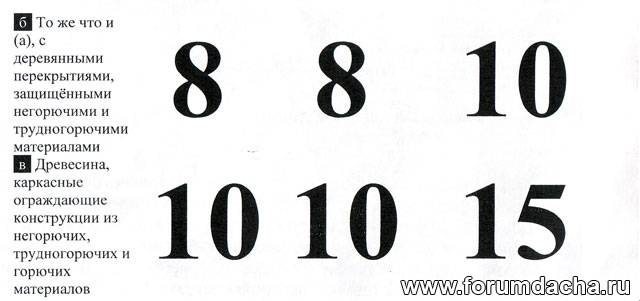 б То же что и
(а), с
деревянными
перекрытиями,
защищёнными
негорючими и
трудногорючими
материалами
8 8 10
в Древесина,
каркасные
ограждающие
конструкции из
негорючих,
трудногорючих и
горючих
материалов
10 10 15
www.forumdacha.ru